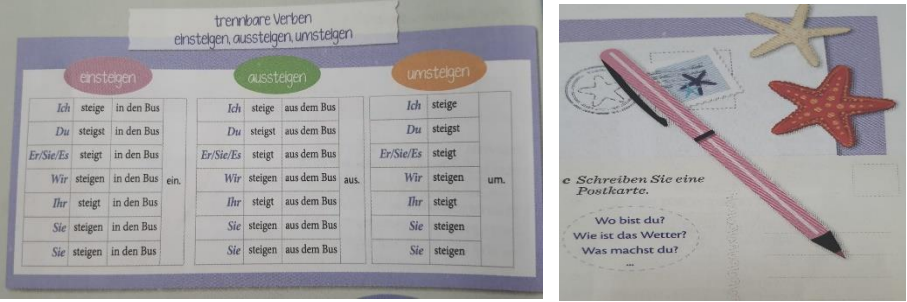 trennbare Verben
einsteigen, aussteigen, umsteigen
einsteigen
Ich steige in den Bus
Du steigst in den Bus
Er/Sie/Es steigt in den Bus
Wir steigen in den Bus ein.
Ihr steigt in den Bus
Sie steigen in den Bus
Sie steigen in den Bus
aussteigen
Ich steige aus dem Bus
Du steigst aus dem Bus
Er/Sie/Es steigt aus dem Bus
Wir steigen aus dem Bus aus.
Ihr steigt aus dem Bus
Sie steigen aus dem Bus
Sie steigen aus dem Bus
umsteigen
Ich steige
Du steigst
Er/Sie/Es steigt
Wir steigen um.
Ihr steigt
Sie steigen
Sie steigen
c Schreiben Sie eine
Postkarte.
Wo bist du?
Wie ist das Wetter?
Was machst du?
...